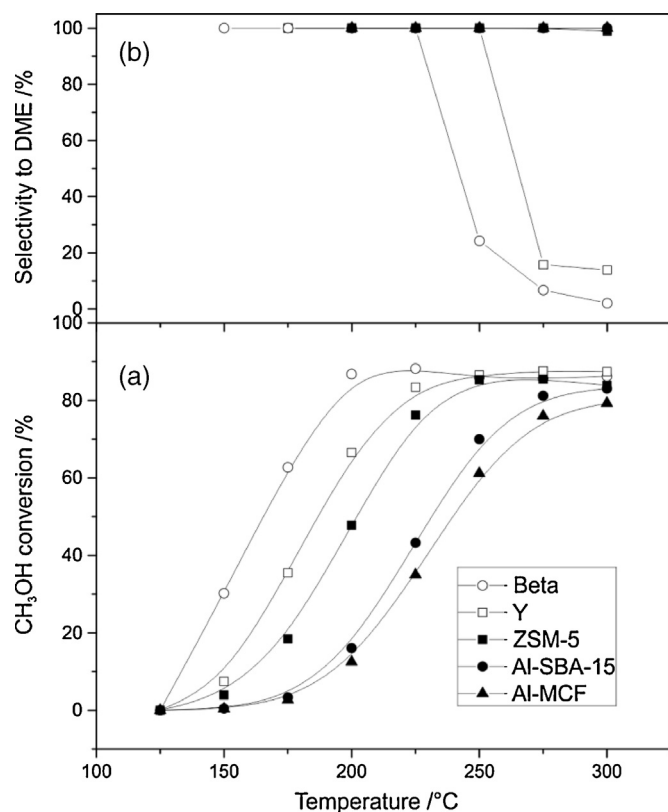 (b)
Selectivity to DME /%
100
80
60
40
20
0
(a)
CH₃OH conversion /%
100
80
60
40
20
0
Beta
Y
ZSM-5
Al-SBA-15
Al-MCF
100
150
200
250
300
Temperature /°C